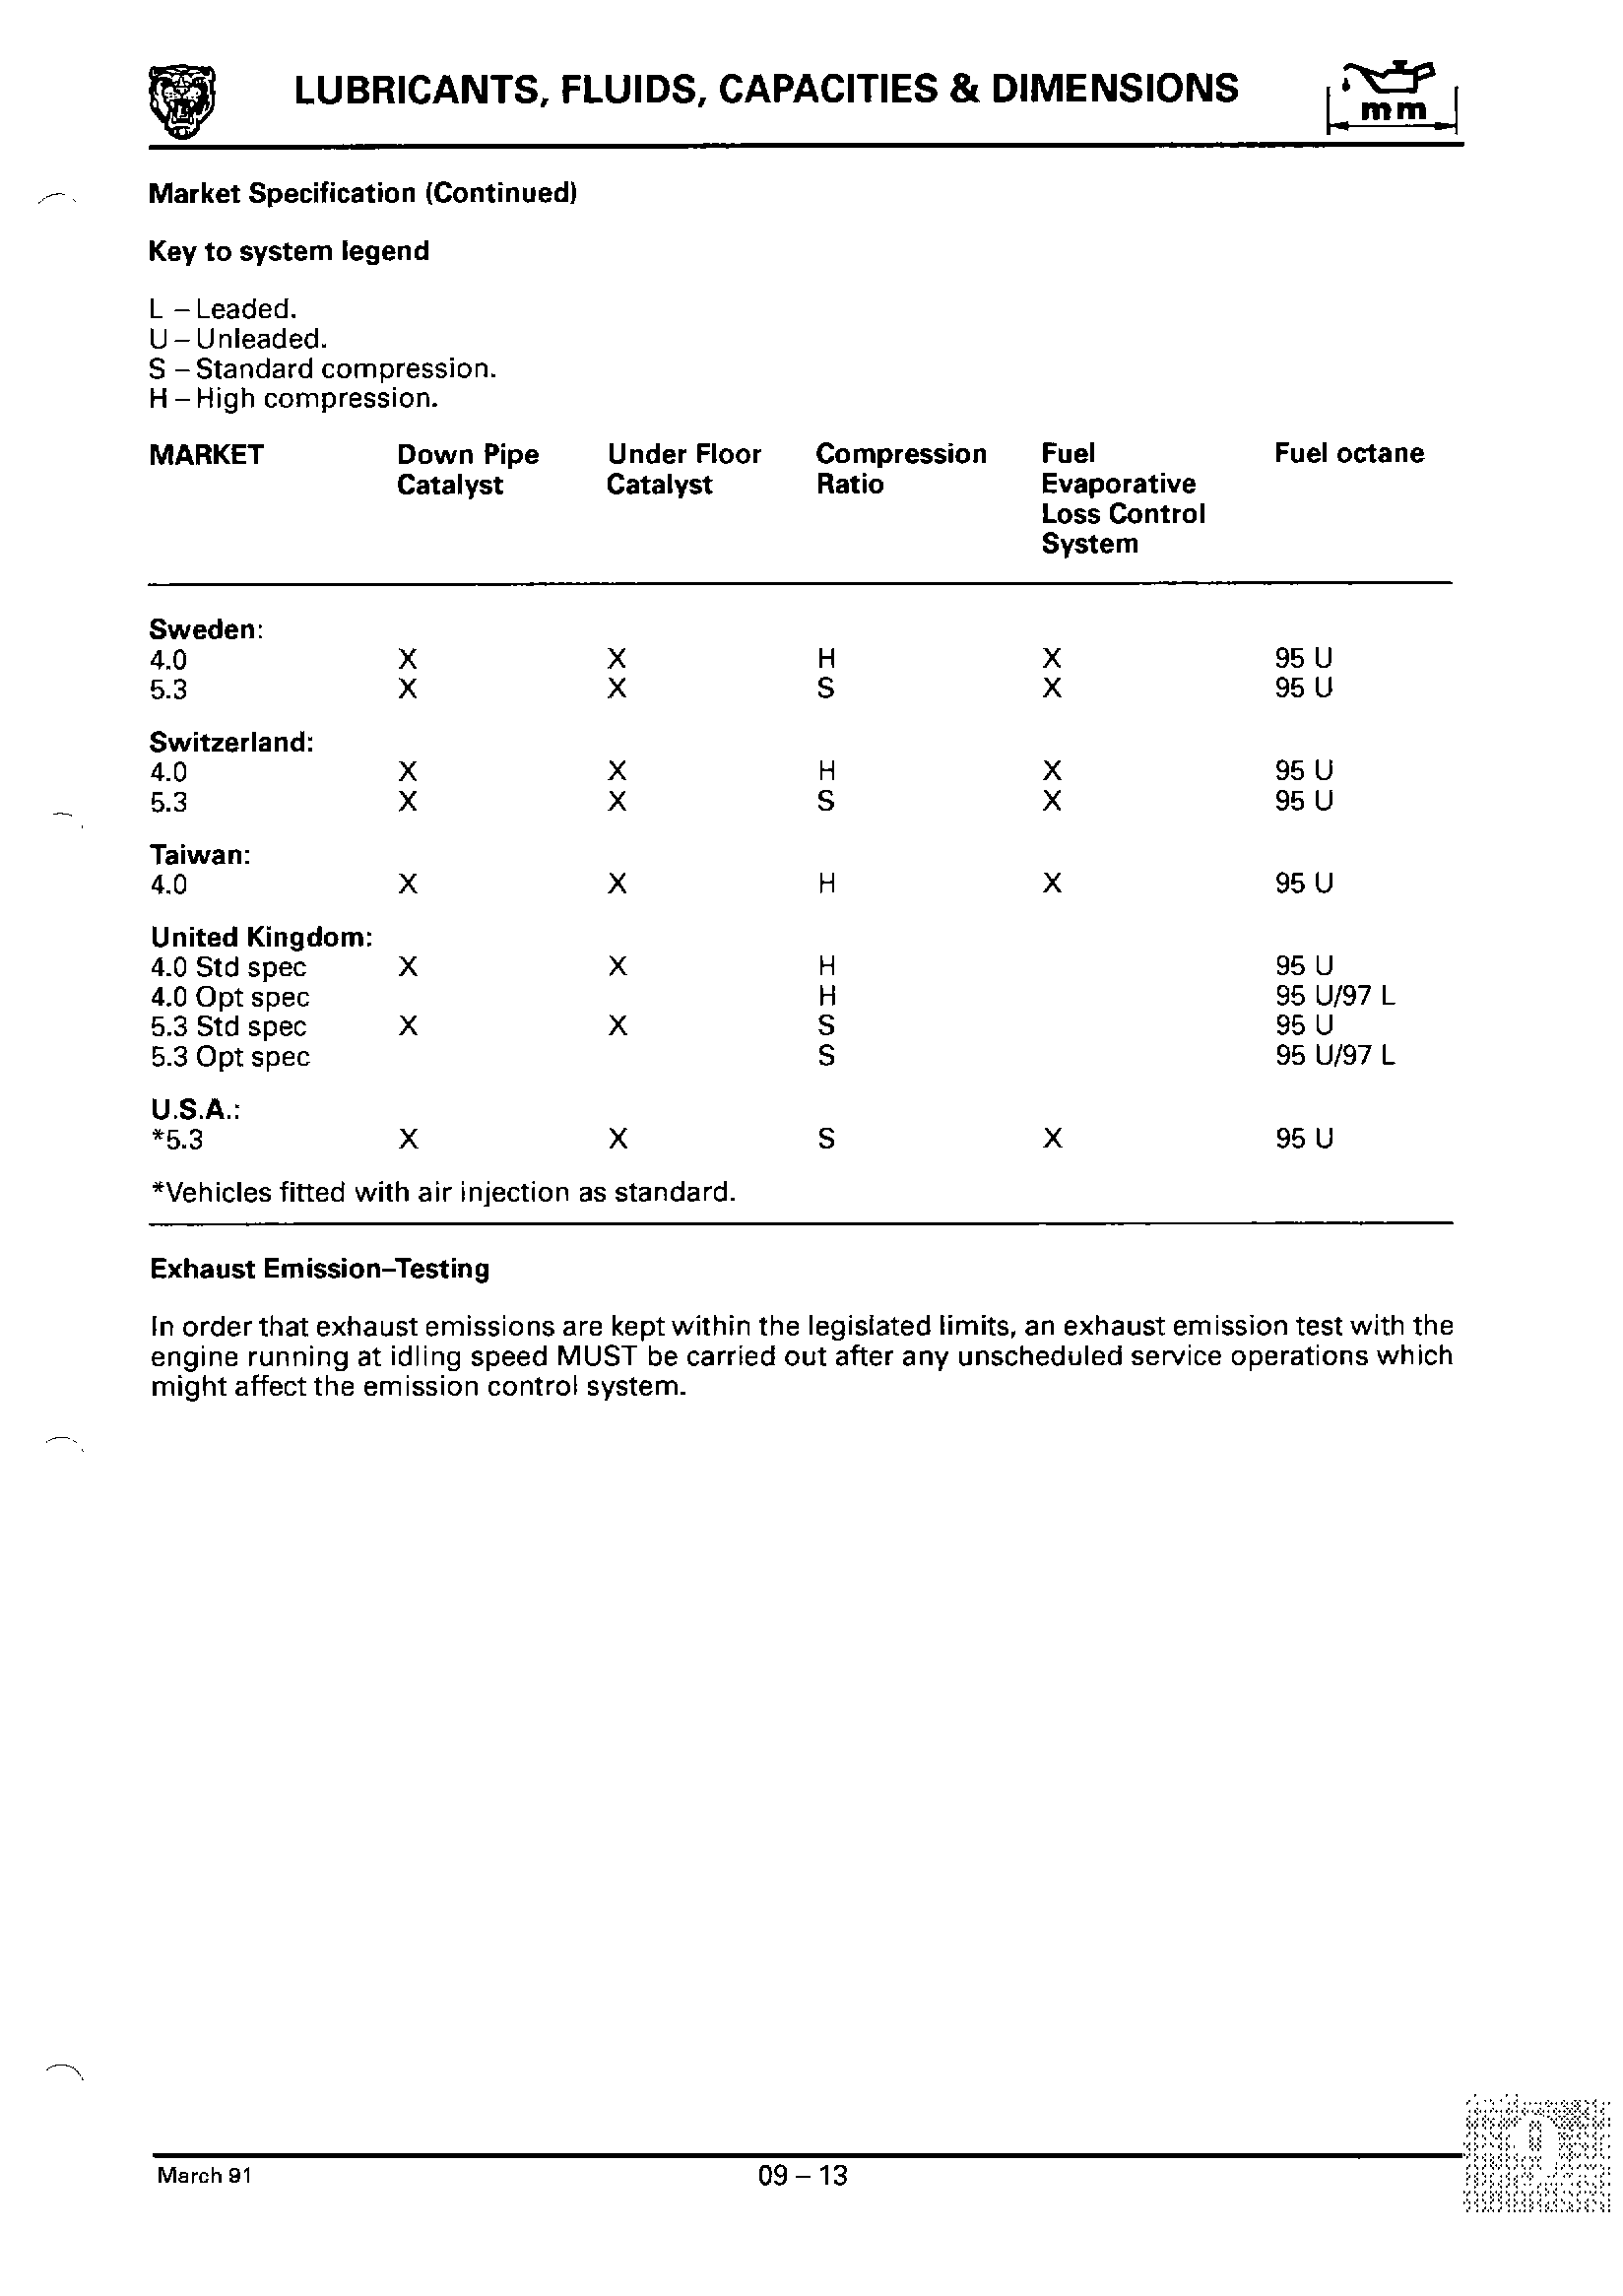 LUBRICANTS, FLUIDS, CAPACITIES & DIMENSIONS
mm
Market Specification (Continued)
Key to system legend
L – Leaded.
U – Unleaded.
S – Standard compression.
H – High compression.
MARKET Down Pipe Catalyst Under Floor Catalyst Compression Ratio Fuel Evaporative Loss Control System Fuel octane
Sweden:
4.0 X X H X 95 U
5.3 X X S X 95 U
Switzerland:
4.0 X X H X 95 U
5.3 X X S X 95 U
Taiwan:
4.0 X X H X 95 U
United Kingdom:
4.0 Std spec X X H 95 U
4.0 Opt spec H 95 U/97 L
5.3 Std spec X X S 95 U
5.3 Opt spec S 95 U/97 L
U.S.A.:
*5.3 X X S X 95 U
*Vehicles fitted with air injection as standard.
Exhaust Emission–Testing
In order that exhaust emissions are kept within the legislated limits, an exhaust emission test with the
engine running at idling speed MUST be carried out after any unscheduled service operations which
might affect the emission control system.
March 91
09 – 13
9